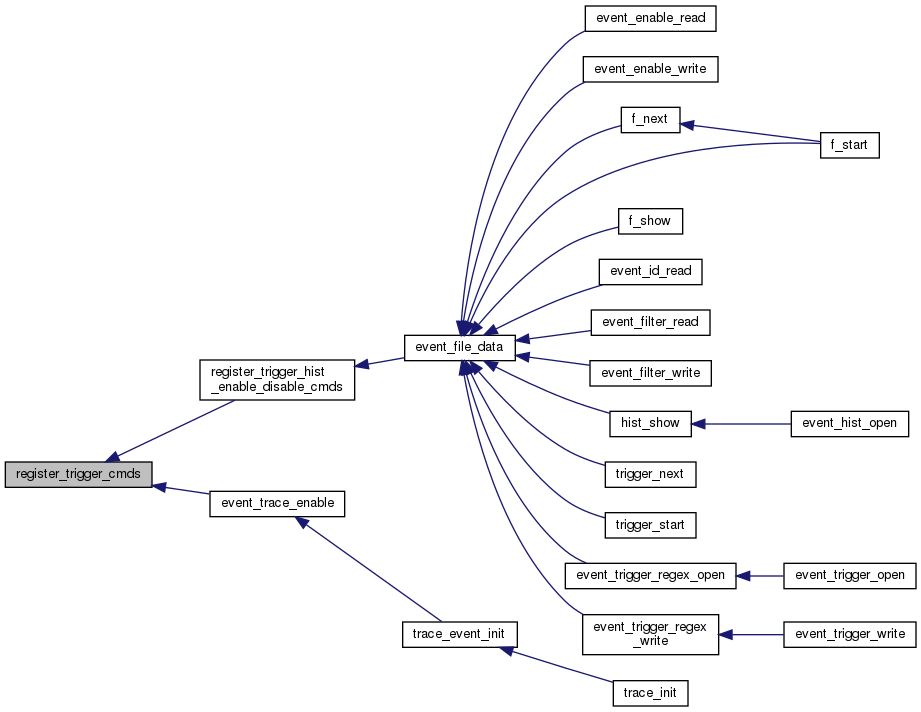 event_enable_read
event_enable_write
f_next
f_start
f_show
event_id_read
event_filter_read
event_file_data
event_filter_write
register_trigger_hist
_enable_disable_cmds
hist_show
event_hist_open
register_trigger_cmds
trigger_next
event_trace_enable
trigger_start
event_trigger_regex_open
event_trigger_open
event_trigger_regex
_write
trace_event_init
event_trigger_write
trace_init